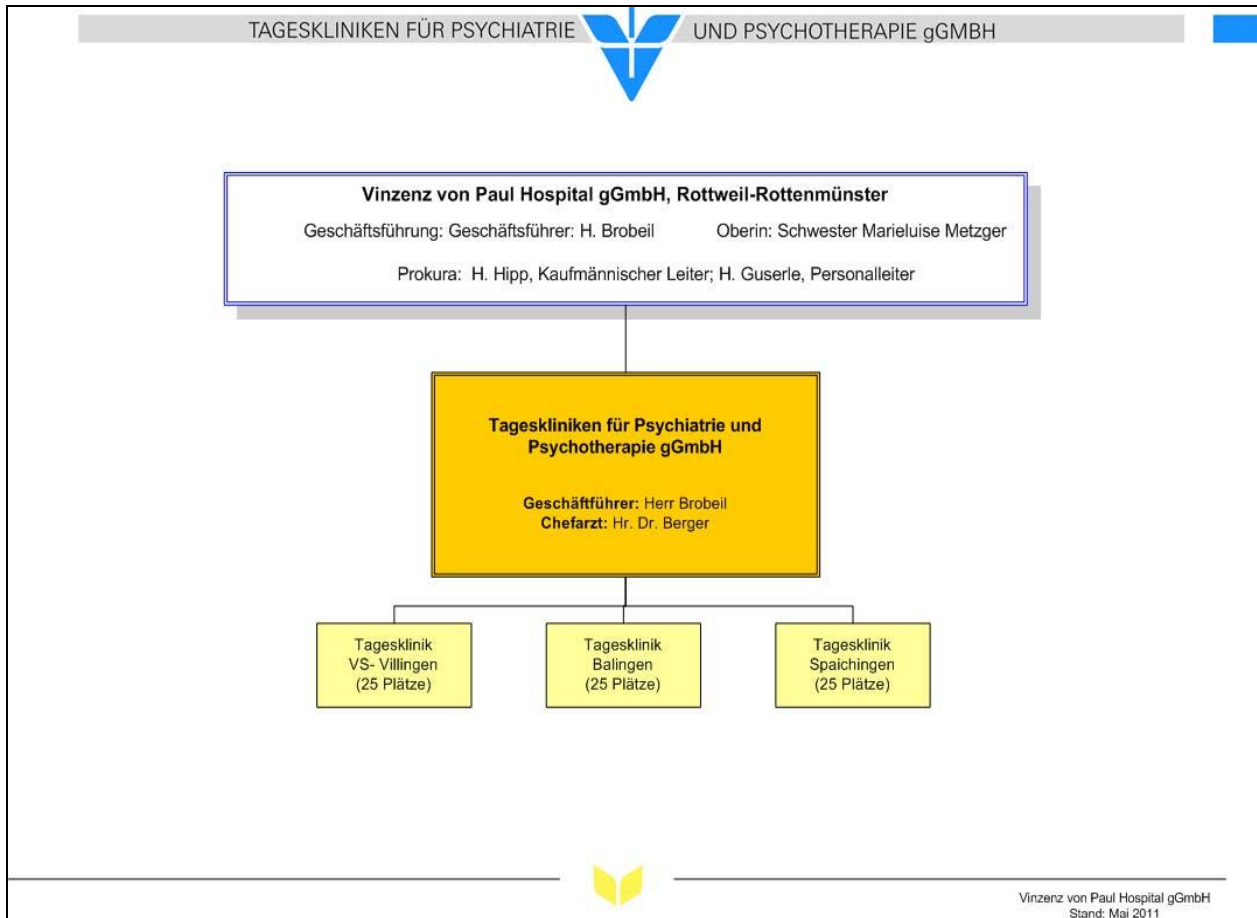 TAGESKLINIKEN FÜR PSYCHIATRIE UND PSYCHOTHERAPIE gGMBH
Vinzenz von Paul Hospital gGmbH, Rottweil-Rottenmünster
Geschäftsführung: Geschäftsführer: H. Brobeil Oberin: Schwester Marieluise Metzger
Prokura: H. Hipp, Kaufmännischer Leiter; H. Guserle, Personalleiter
Tageskliniken für Psychiatrie und
Psychotherapie gGmbH
Geschäftführer: Herr Brobeil
Chefarzt: Hr. Dr. Berger
Tagesklinik
VS- Villingen
(25 Plätze)
Tagesklinik
Balingen
(25 Plätze)
Tagesklinik
Spaichingen
(25 Plätze)
Vinzenz von Paul Hospital gGmbH
Stand: Mai 2011